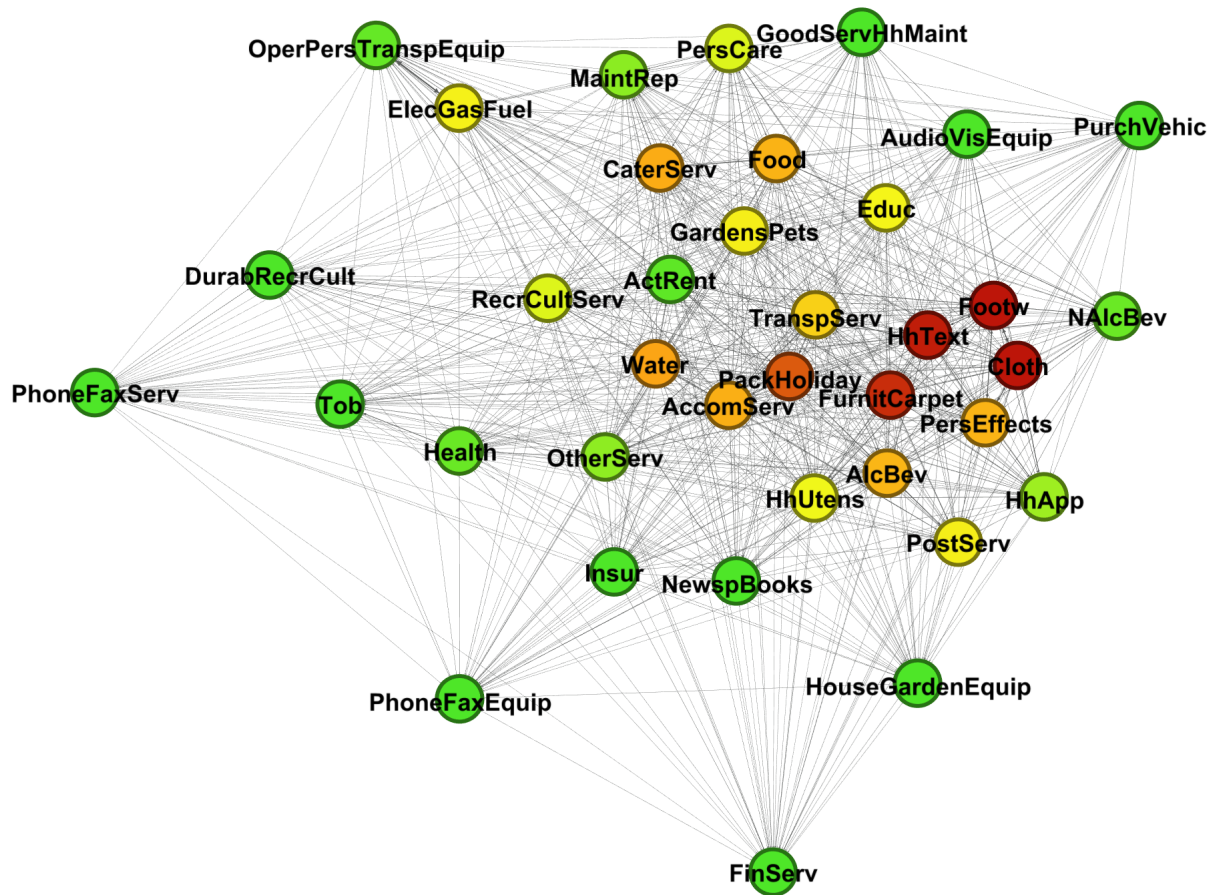 GoodServHhMaint
OperPersTranspEquip
PersCare
MaintRep
ElecGasFuel
PurchVehic
AudioVisEquip
Food
CaterServ
Educ
GardensPets
DurabRecrCult
ActRent
RecrCultServ
Footw
TranspServ
NAlcBev
HhText
Water
Cloth
PackHoliday
PhoneFaxServ
FurnitCarpet
Tob
AccomServ
PersEffects
Health
OtherServ
AlcBev
HhUtens
HhApp
PostServ
Insur
NewspBooks
HouseGardenEquip
PhoneFaxEquip
FinServ